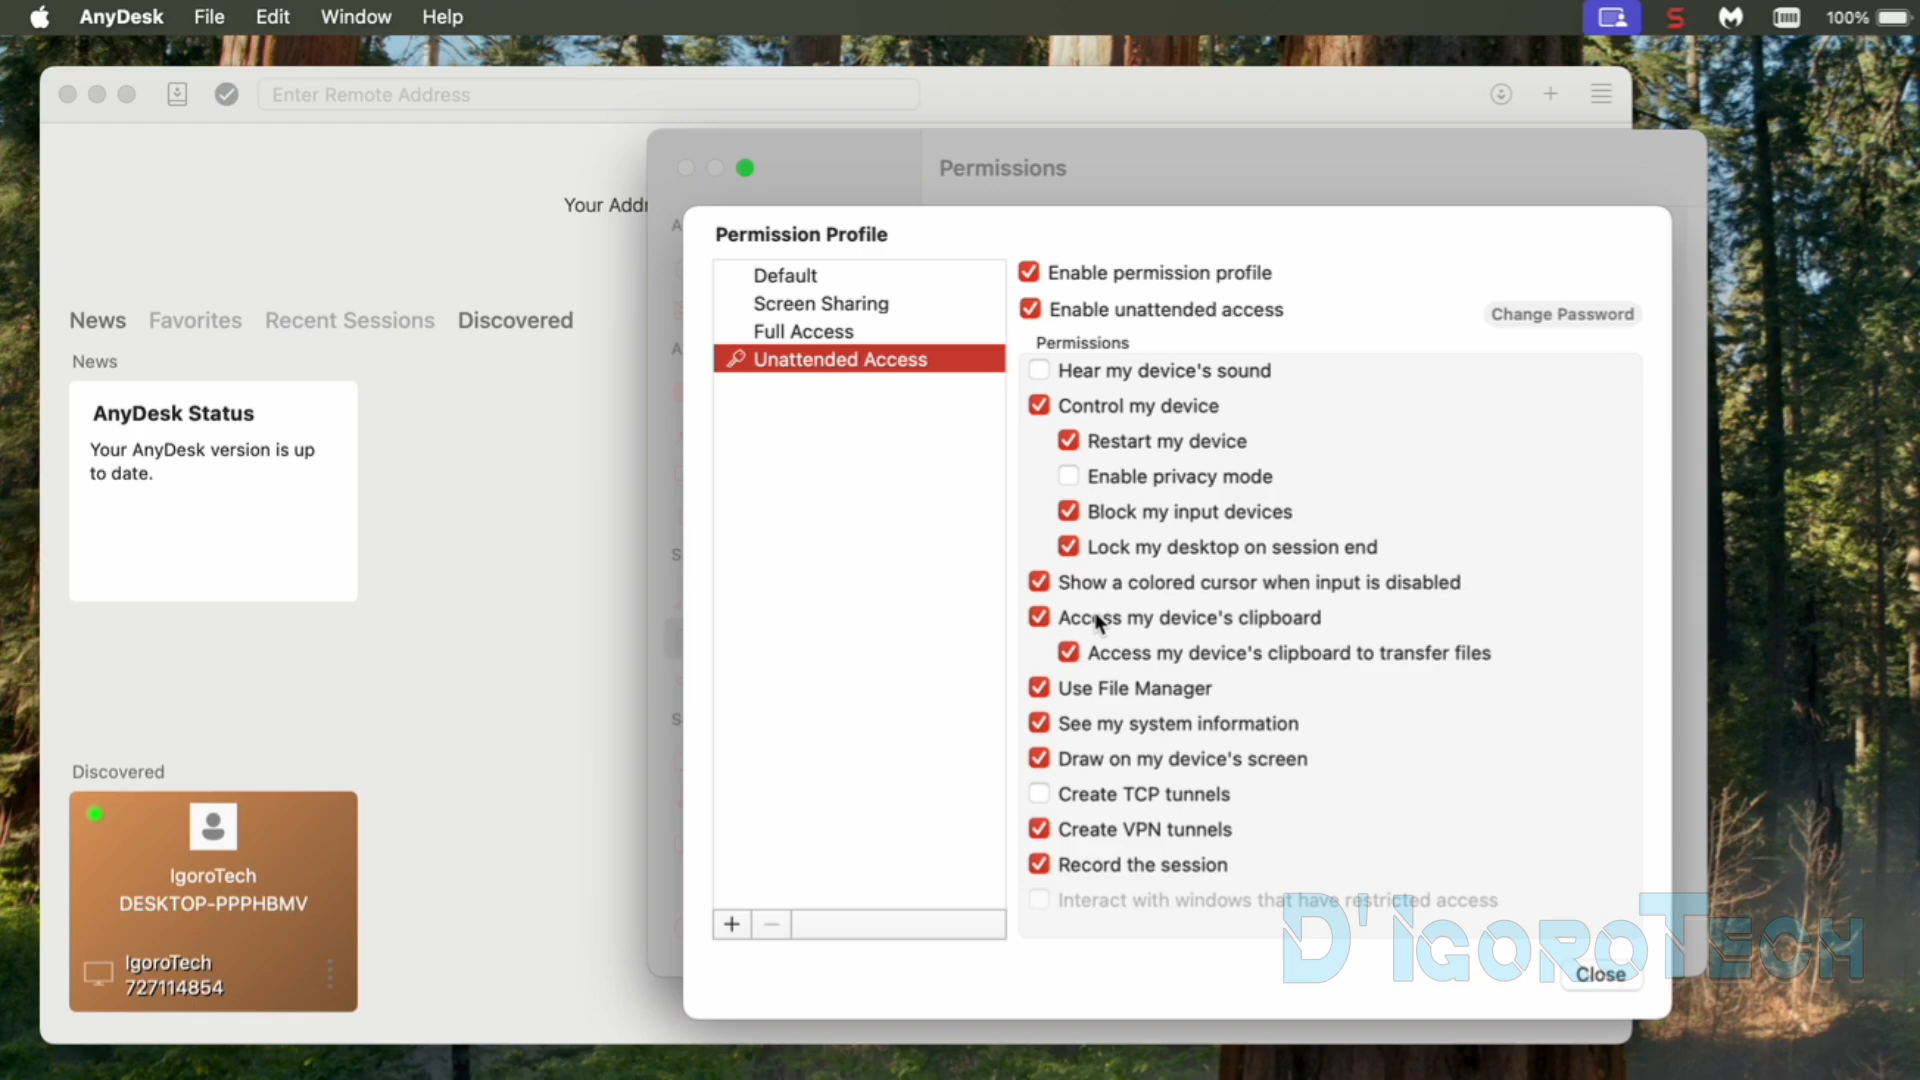 AnyDesk File Edit Window Help
S
100%
Enter Remote Address
Permissions
Your Addr
Permission Profile
Default
Screen Sharing
Full Access
Unattended Access
Enable permission profile
Enable unattended access
Change Password
Permissions
Hear my device's sound
Control my device
Restart my device
Enable privacy mode
Block my input devices
Lock my desktop on session end
Show a colored cursor when input is disabled
Access my device's clipboard
Access my device's clipboard to transfer files
Use File Manager
See my system information
Draw on my device's screen
Create TCP tunnels
Create VPN tunnels
Record the session
Interact with windows that have restricted access
Close
News Favorites Recent Sessions Discovered
News
AnyDesk Status
Your AnyDesk version is up
to date.
Discovered
IgoroTech
DESKTOP-PPPHBMV
IgoroTech
727114854
D'IGOROTECH